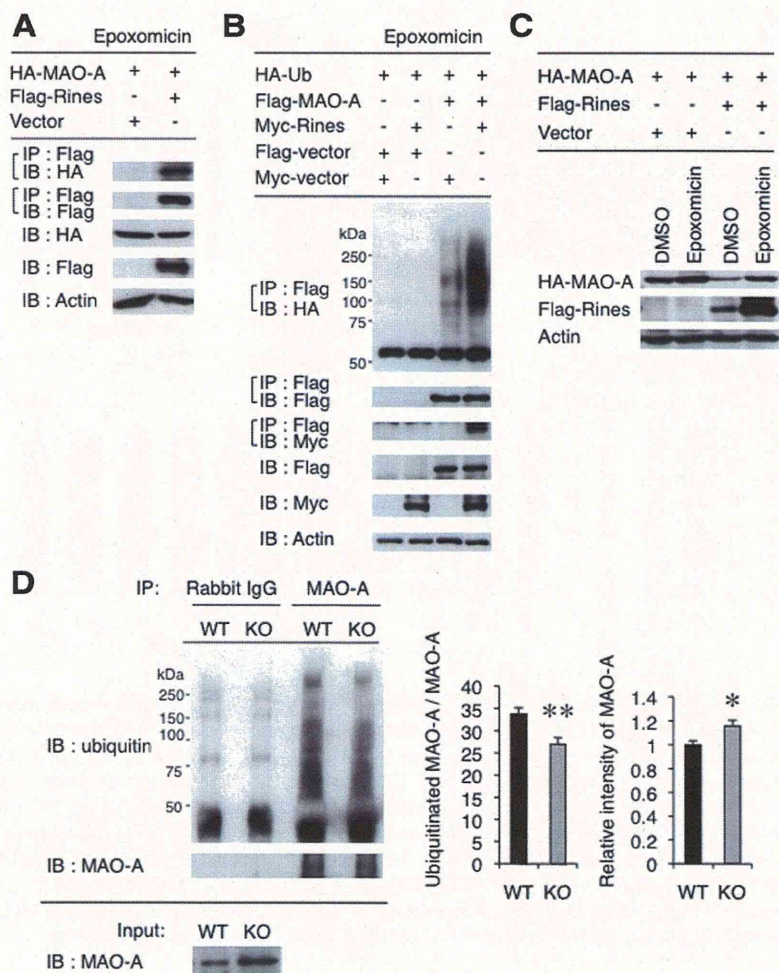 A
Epoxomicin
HA-MAO-A + +
Flag-Rines - +
Vector + -
IP : Flag
IB : HA
IP : Flag
IB : Flag
IB : HA
IB : Flag
IB : Actin
B
Epoxomicin
HA-Ub + + + +
Flag-MAO-A - - + +
Myc-Rines - + - +
Flag-vector + + - -
Myc-vector + - + -
kDa
250
150
100
75
50
IP : Flag
IB : HA
IP : Flag
IB : Flag
IP : Flag
IB : Myc
IB : Flag
IB : Myc
IB : Actin
C
HA-MAO-A + + + +
Flag-Rines - - + +
Vector + + - -
DMSO
Epoxomicin
DMSO
Epoxomicin
HA-MAO-A
Flag-Rines
Actin
D
IP: Rabbit IgG MAO-A
WT KO WT KO
kDa
250
150
100
75
50
IB : ubiquitin
IB : MAO-A
Input: WT KO
IB : MAO-A
Ubiquitinated MAO-A / MAO-A
40
35
30
25
20
15
10
5
0
**
WT KO
Relative intensity of MAO-A
1.4
1.2
1
0.8
0.6
0.4
0.2
0
*
WT KO